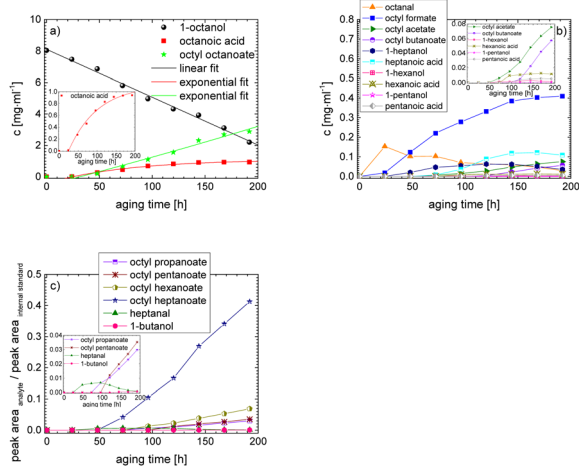 a)
1-octanol
octanoic acid
octyl octanoate
linear fit
exponential fit
exponential fit
c [mg·ml⁻¹]
10
8
6
4
2
0
0 50 100 150 200
aging time [h]
octanoic acid
1.0
0.8
0.6
0.4
0.2
0.0
0 50 100 150 200
aging time [h]
b)
octanal
octyl formate
octyl acetate
octyl butanoate
1-heptanol
heptanoic acid
1-hexanol
hexanoic acid
1-pentanol
pentanoic acid
c [mg·ml⁻¹]
0.8
0.6
0.4
0.2
0.0
0 50 100 150 200
aging time [h]
octyl acetate
octyl butanoate
1-hexanol
hexanoic acid
1-pentanol
pentanoic acid
0.08
0.06
0.04
0.02
0.00
0 50 100 150 200
aging time [h]
c)
octyl propanoate
octyl pentanoate
octyl hexanoate
octyl heptanoate
heptanal
1-butanol
peak area analyte / peak area internal standard
0.5
0.4
0.3
0.2
0.1
0.0
0 50 100 150 200
aging time [h]
octyl propanoate
octyl pentanoate
heptanal
1-butanol
0.04
0.03
0.02
0.01
0.00
0 50 100 150 200
aging time [h]